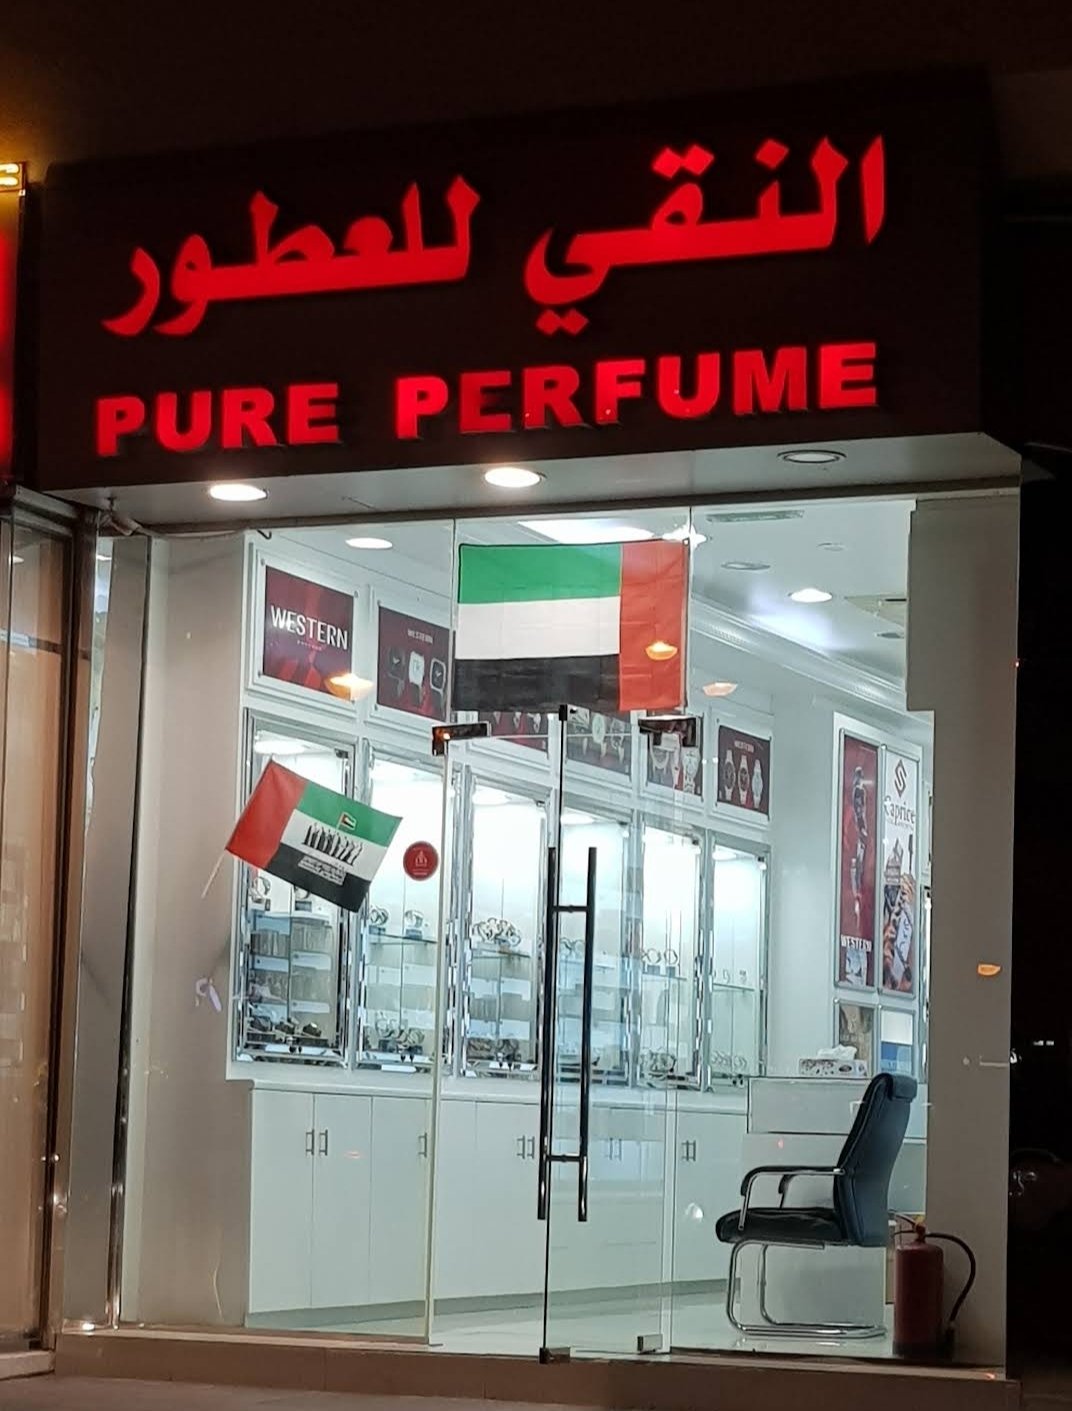 النقي للعطور
PURE PERFUME
WESTERN
WESTERN
WESTERN
Caprice
WESTERN